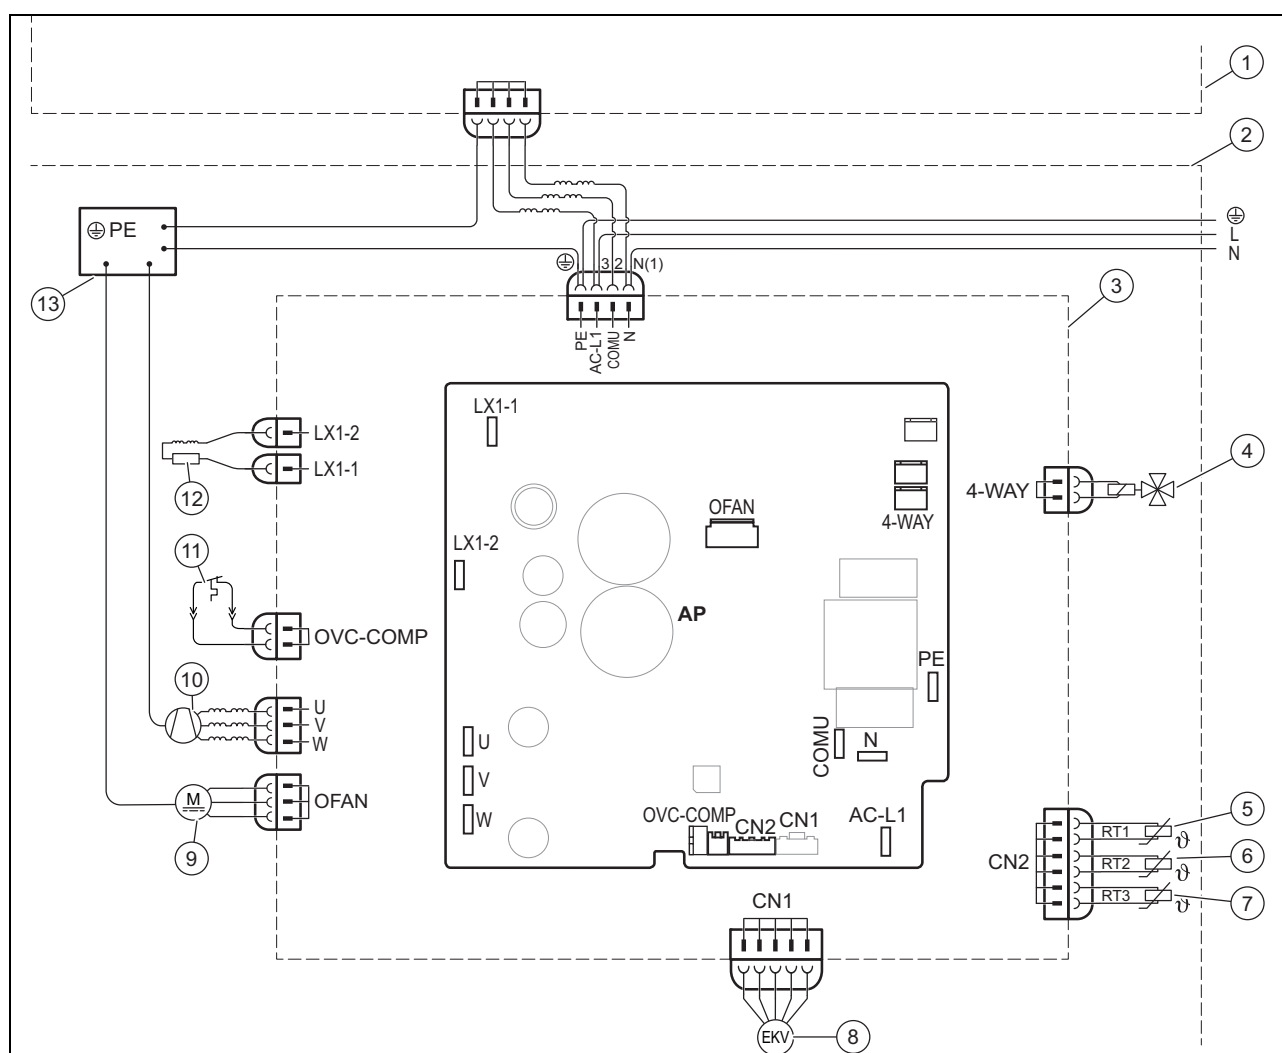 1
2
PE
L
N
13
3 2 N(1)
3
PE
AC-L1
COMU
N
LX1-2
LX1-1
12
LX1-1
4-WAY
4
OFAN
4-WAY
LX1-2
11
AP
OVC-COMP
PE
10
U
V
W
COMU
N
U
V
W
M
OFAN
9
OVC-COMP
CN2
CN1
AC-L1
CN2
RT1
ϑ
5
RT2
ϑ
6
RT3
ϑ
7
CN1
EKV
8